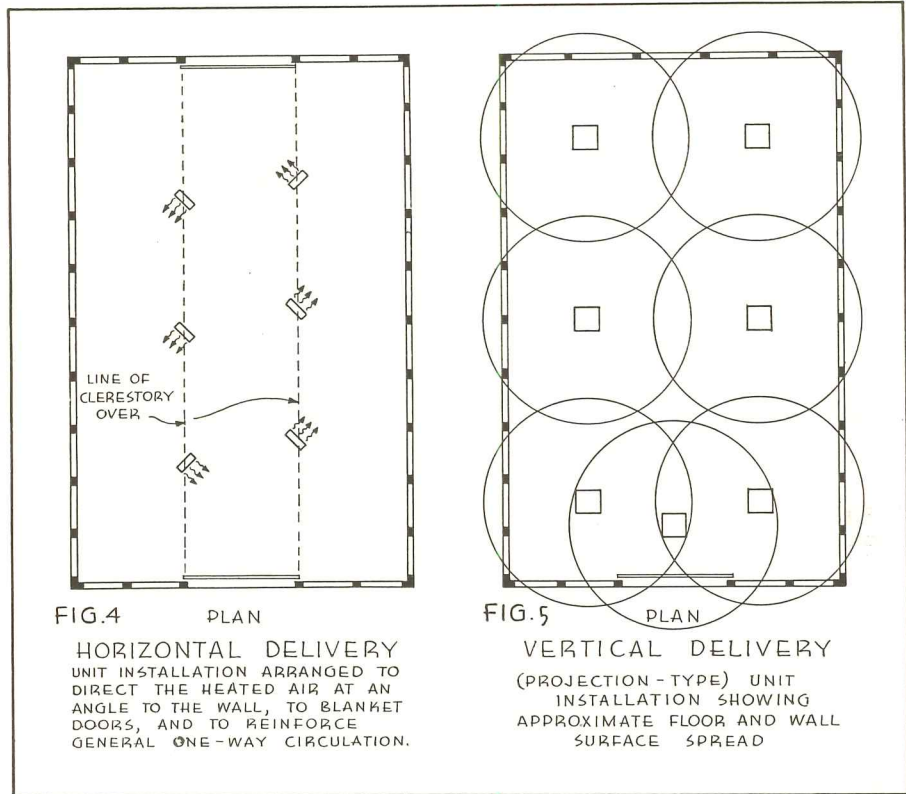 LINE OF
CLERESTORY
OVER
FIG.4
PLAN
HORIZONTAL DELIVERY
UNIT INSTALLATION ARRANGED TO
DIRECT THE HEATED AIR AT AN
ANGLE TO THE WALL, TO BLANKET
DOORS, AND TO REINFORCE
GENERAL ONE-WAY CIRCULATION.
FIG.5
PLAN
VERTICAL DELIVERY
(PROJECTION-TYPE) UNIT
INSTALLATION SHOWING
APPROXIMATE FLOOR AND WALL
SURFACE SPREAD